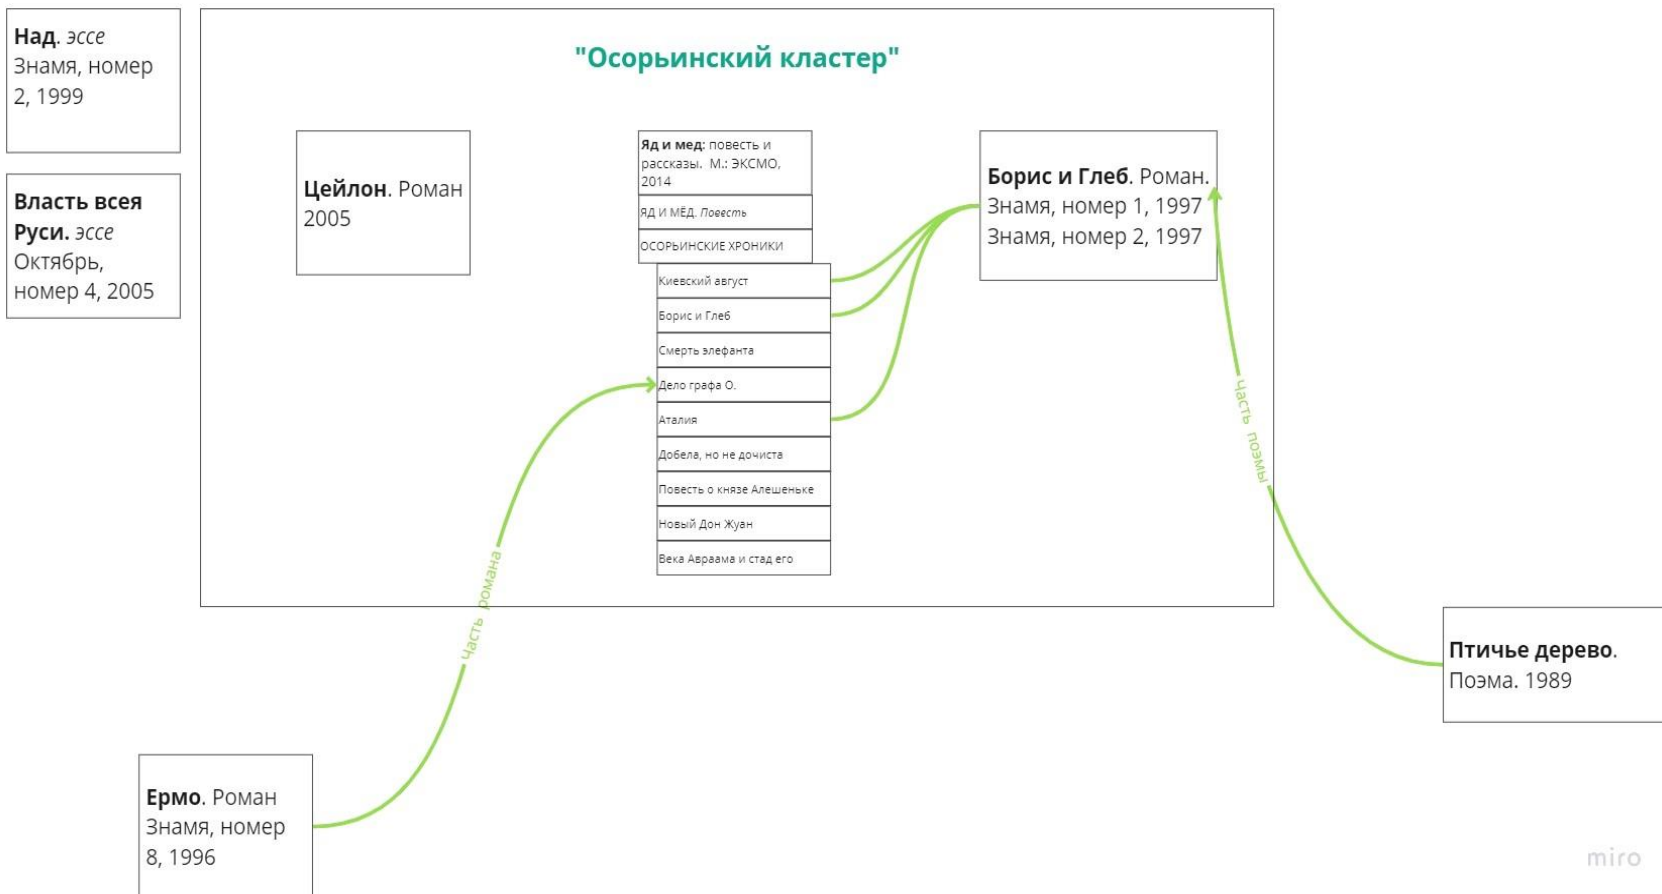 Над. эссе
Знамя, номер
2, 1999
Власть всея
Руси. эссе
Октябрь,
номер 4, 2005
"Осорьинский кластер"
Цейлон. Роман
2005
Яд и мед: повесть и
рассказы. М.: ЭКСМО,
2014
ЯД И МЁД. Повесть
ОСОРЬИНСКИЕ ХРОНИКИ
Киевский август
Борис и Глеб
Смерть элефанта
Дело графа О.
Аталия
Добела, но не дочиста
Повесть о князе Алешеньке
Новый Дон Жуан
Века Авраама и стад его
Борис и Глеб. Роман.
Знамя, номер 1, 1997
Знамя, номер 2, 1997
Часть поэмы
Часть романа
Птичье дерево.
Поэма. 1989
Ермо. Роман
Знамя, номер
8, 1996
miro